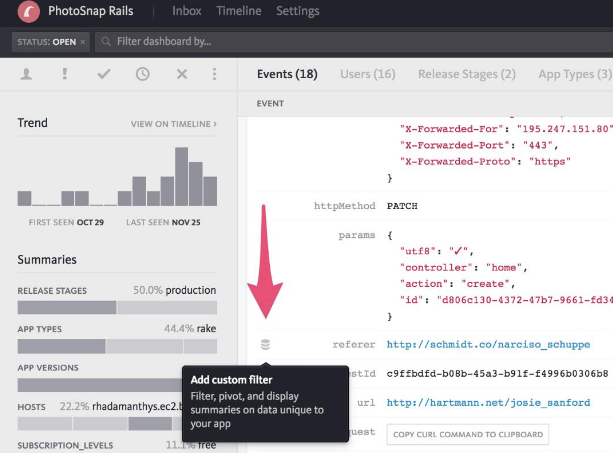 PhotoSnap Rails
Inbox Timeline Settings
STATUS: OPEN ×
Filter dashboard by...
Events (18) Users (16) Release Stages (2) App Types (3)
EVENT
Trend
VIEW ON TIMELINE ›
FIRST SEEN OCT 29 LAST SEEN NOV 25
Summaries
RELEASE STAGES 50.0% production
APP TYPES 44.4% rake
APP VERSIONS
HOSTS 22.2% rhadamanthys.ec2.b
SUBSCRIPTION_LEVELS 11.1% free
"X-Forwarded-For": "195.247.151.80"
"X-Forwarded-Port": "443",
"X-Forwarded-Proto": "https"
}
httpMethod PATCH
params {
"utf8": "✓",
"controller": "home",
"action": "create",
"id": "d806c130-4372-47b7-9661-fd34
}
referer http://schmidt.co/narciso_schuppe
estId c9ffbdfd-b08b-45a3-b91f-f4996b0306b8
url http://hartmann.net/josie_sanford
uest COPY CURL COMMAND TO CLIPBOARD
Add custom filter
Filter, pivot, and display
summaries on data unique to
your app